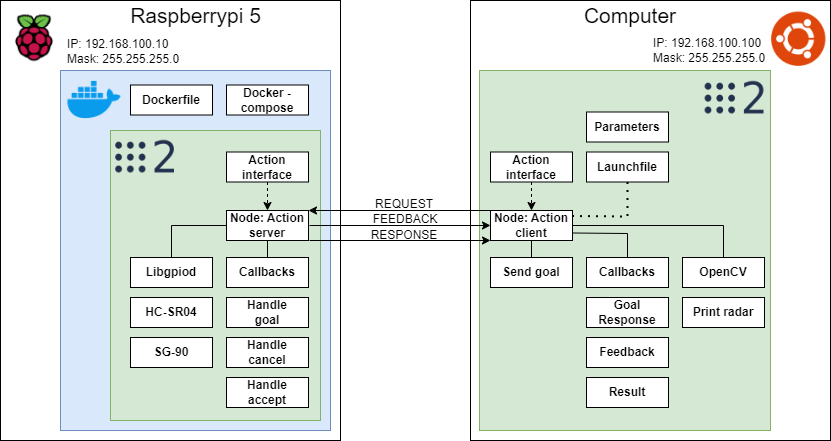 Raspberrypi 5
IP: 192.168.100.10
Mask: 255.255.255.0
Dockerfile
Docker -
compose
2
Action
interface
Node: Action
server
Libgpiod
HC-SR04
SG-90
Callbacks
Handle
goal
Handle
cancel
Handle
accept
REQUEST
FEEDBACK
RESPONSE
Computer
IP: 192.168.100.100
Mask: 255.255.255.0
2
Parameters
Launchfile
Action
interface
Node: Action
client
Send goal
Callbacks
Goal
Response
Feedback
Result
OpenCV
Print radar